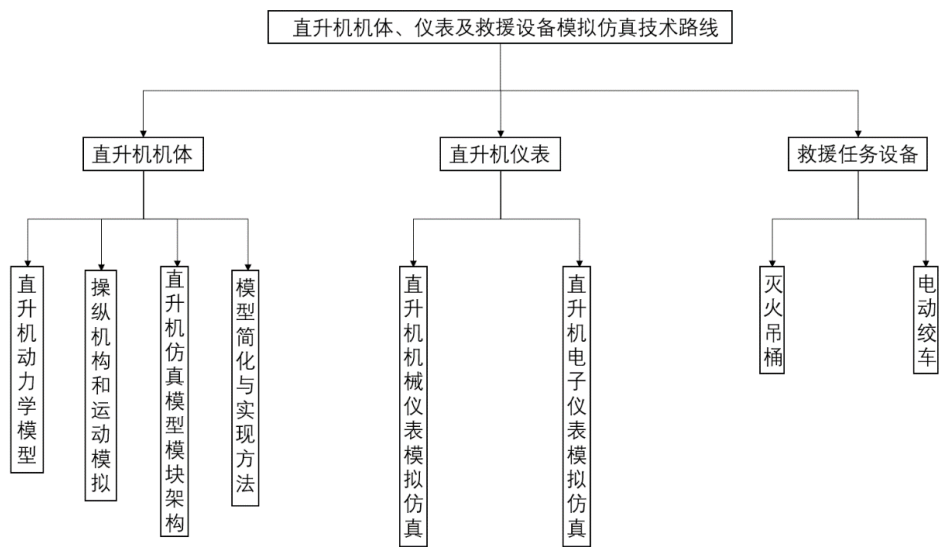 直升机机体、仪表及救援设备模拟仿真技术路线
直升机机体
直升机仪表
救援任务设备
直升机动力学模型
操纵机构和运动模拟
直升机仿真模型模块架构
模型简化与实现方法
直升机机械仪表模拟仿真
直升机电子仪表模拟仿真
灭火吊桶
电动绞车